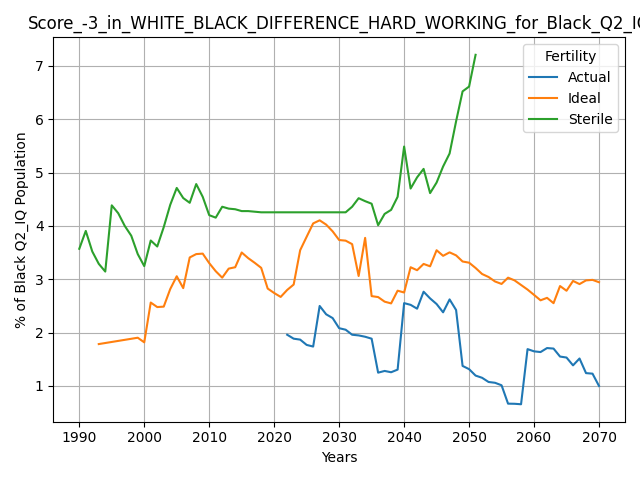 Score_-3_in_WHITE_BLACK_DIFFERENCE_HARD_WORKING_for_Black_Q2_IQ
Fertility
Actual
Ideal
Sterile
% of Black Q2_IQ Population
7
6
5
4
3
2
1
1990 2000 2010 2020 2030 2040 2050 2060 2070
Years